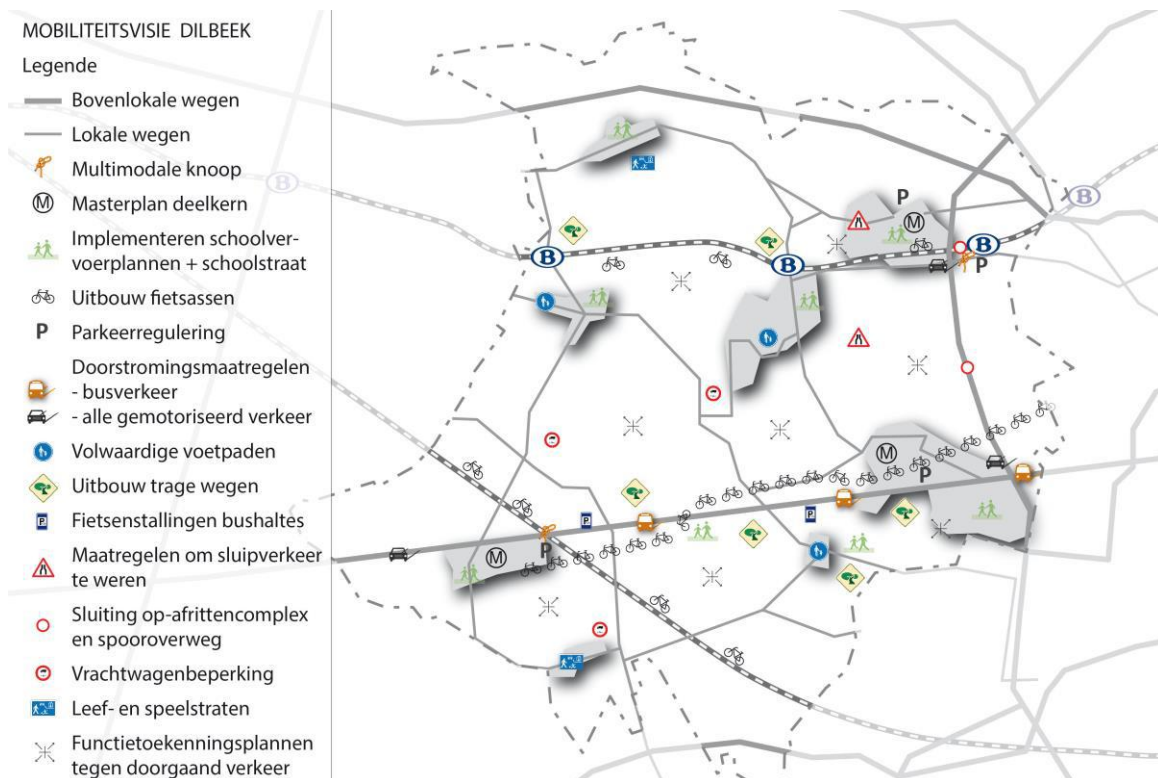 MOBILITEITSVISIE DILBEEK
Legende
Bovenlokale wegen
Lokale wegen
Multimodale knoop
M
Masterplan deelkern
Implementeren schoolver-
voerplannen + schoolstraat
Uitbouw fietsassen
P
Parkeerregulering
Doorstromingsmaatregelen
- busverkeer
- alle gemotoriseerd verkeer
Volwaardige voetpaden
Uitbouw trage wegen
P
Fietsenstallingen bushaltes
Maatregelen om sluipverkeer
te weren
Sluiting op-afrittencomplex
en spooroverweg
Vrachtwagenbeperking
Leef- en speelstraten
Functietoekenningsplannen
tegen doorgaand verkeer
B
B
P
M
B
B
B
P
M
P
P
P
P
M